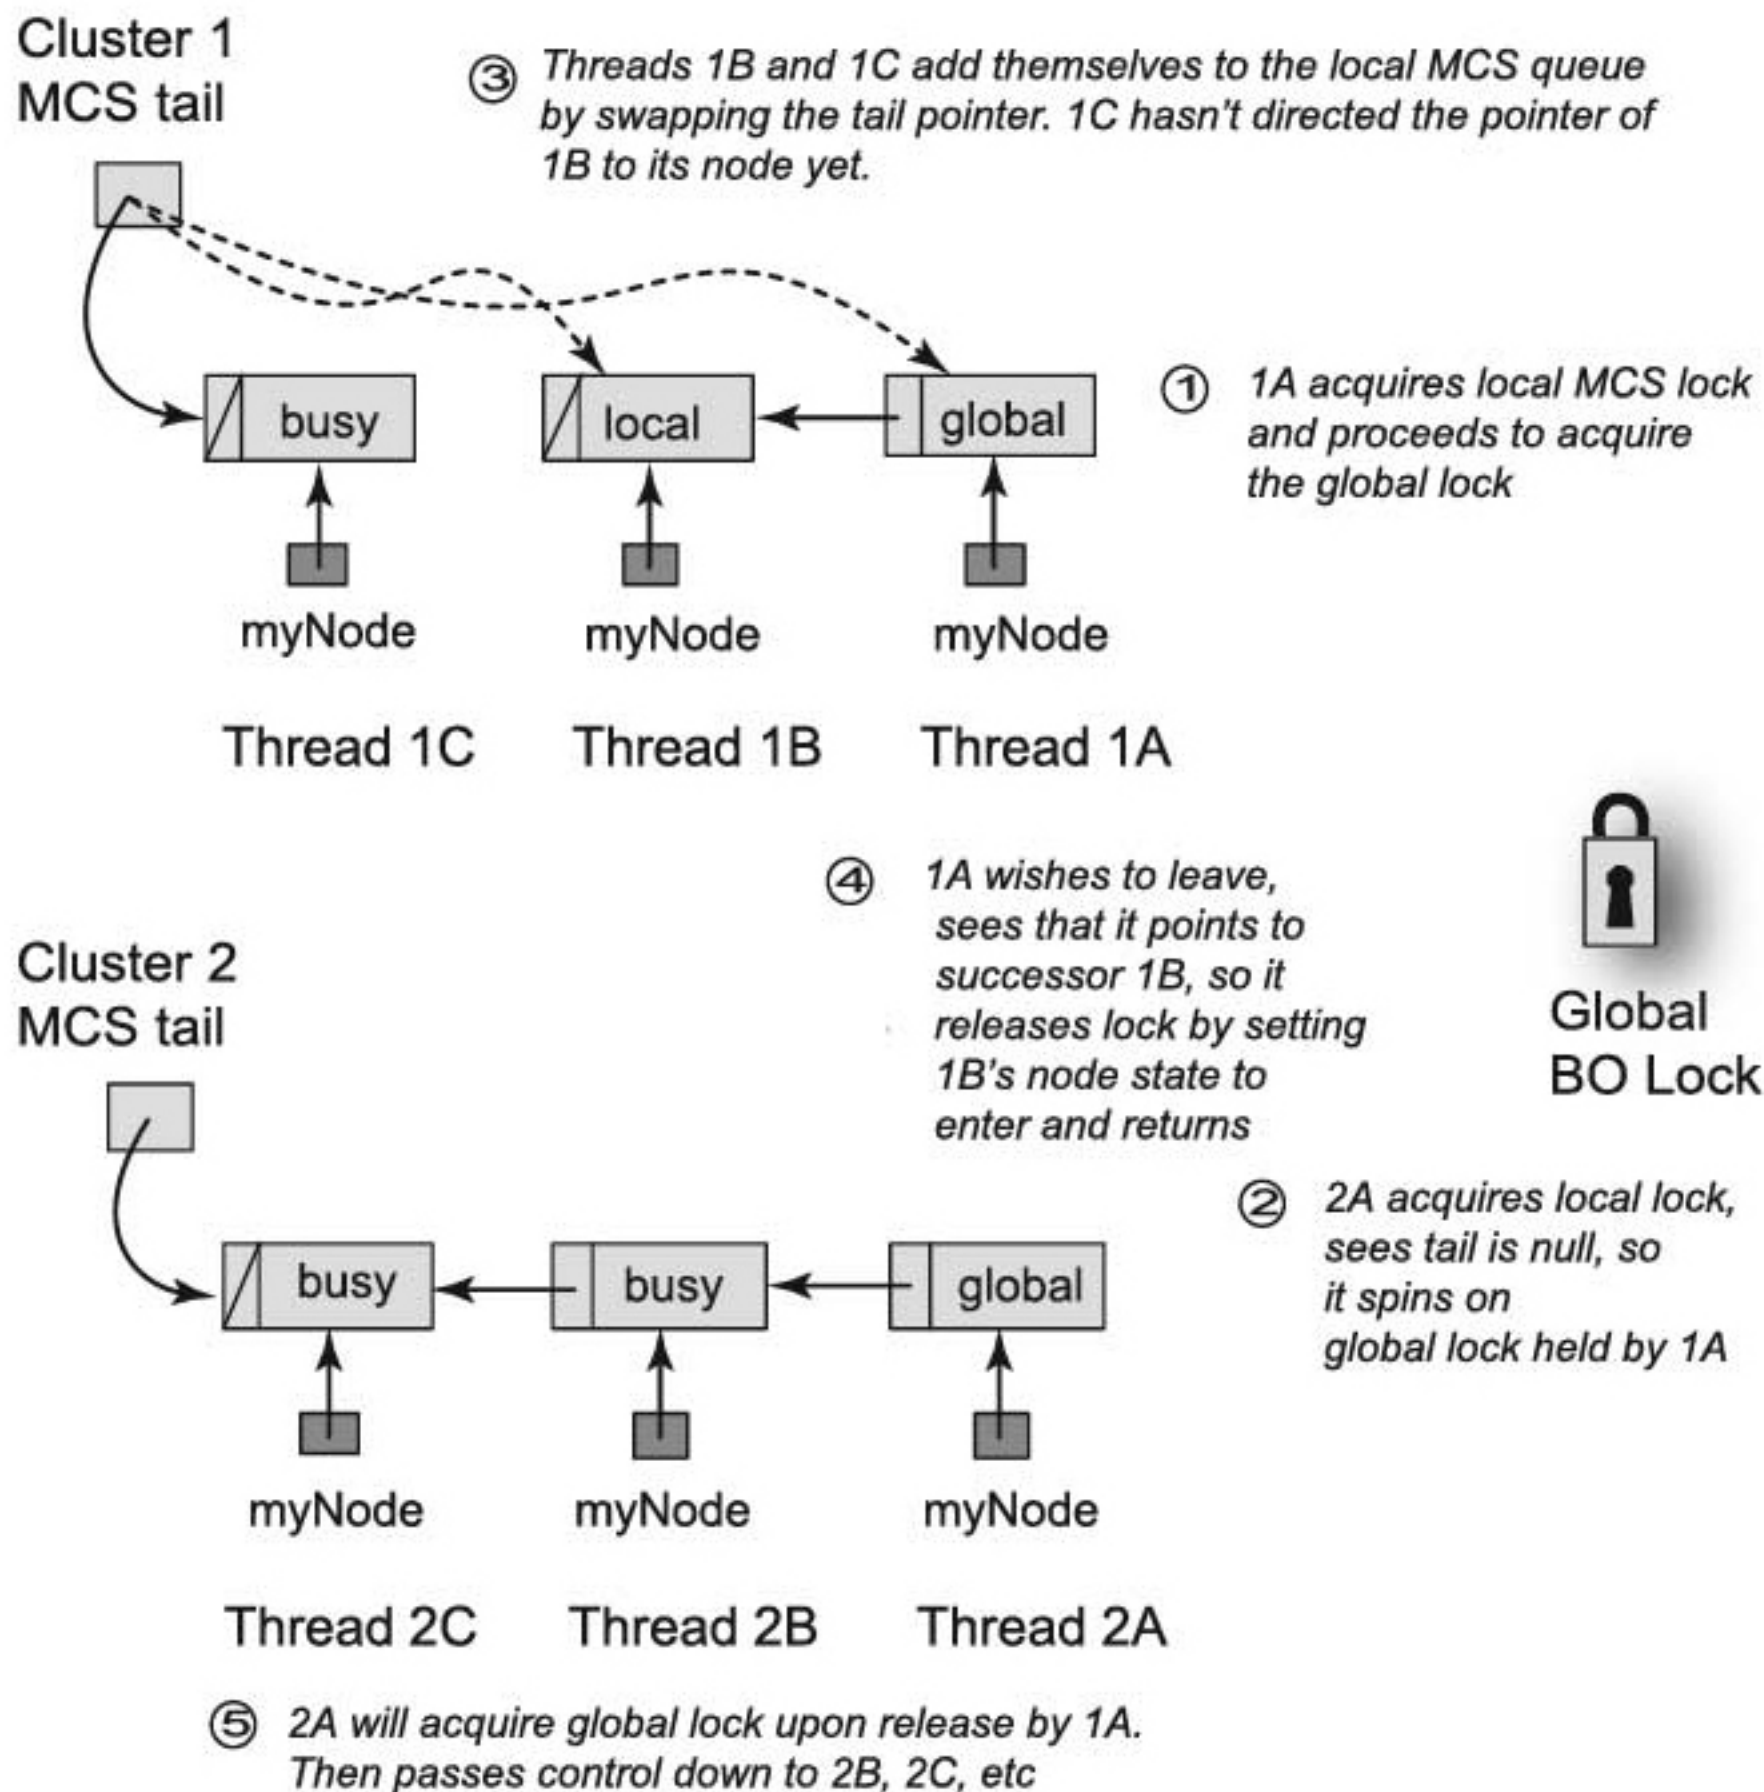 Cluster 1
MCS tail
③ Threads 1B and 1C add themselves to the local MCS queue
by swapping the tail pointer. 1C hasn't directed the pointer of
1B to its node yet.
busy
local
global
① 1A acquires local MCS lock
and proceeds to acquire
the global lock
myNode
myNode
myNode
Thread 1C
Thread 1B
Thread 1A
④ 1A wishes to leave,
sees that it points to
successor 1B, so it
releases lock by setting
1B's node state to
enter and returns
Global
BO Lock
Cluster 2
MCS tail
② 2A acquires local lock,
sees tail is null, so
it spins on
global lock held by 1A
busy
busy
global
myNode
myNode
myNode
Thread 2C
Thread 2B
Thread 2A
⑤ 2A will acquire global lock upon release by 1A.
Then passes control down to 2B, 2C, etc